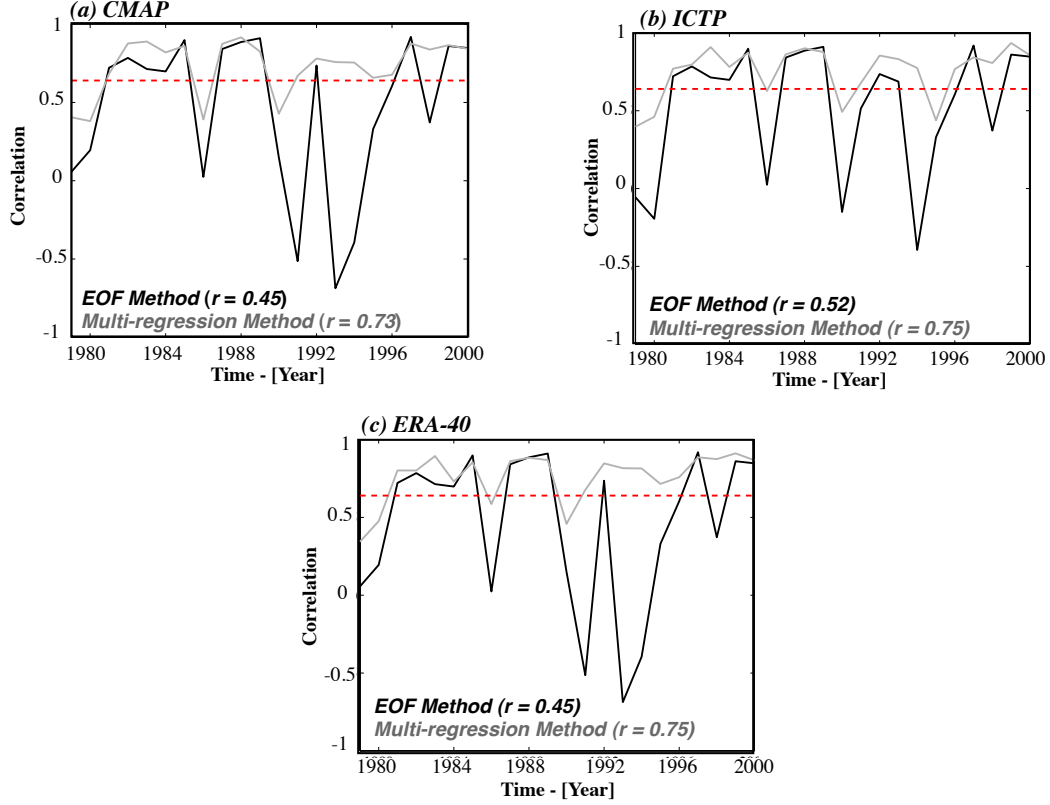 (a) CMAP
1
0.5
0
-0.5
-1
Correlation
EOF Method (r = 0.45)
Multi-regression Method (r = 0.73)
1980 1984 1988 1992 1996 2000
Time - [Year]
(b) ICTP
1
0.5
0
-0.5
-1
Correlation
EOF Method (r = 0.52)
Multi-regression Method (r = 0.75)
1980 1984 1988 1992 1996 2000
Time - [Year]
(c) ERA-40
1
0.5
0
-0.5
-1
Correlation
EOF Method (r = 0.45)
Multi-regression Method (r = 0.75)
1980 1984 1988 1992 1996 2000
Time - [Year]